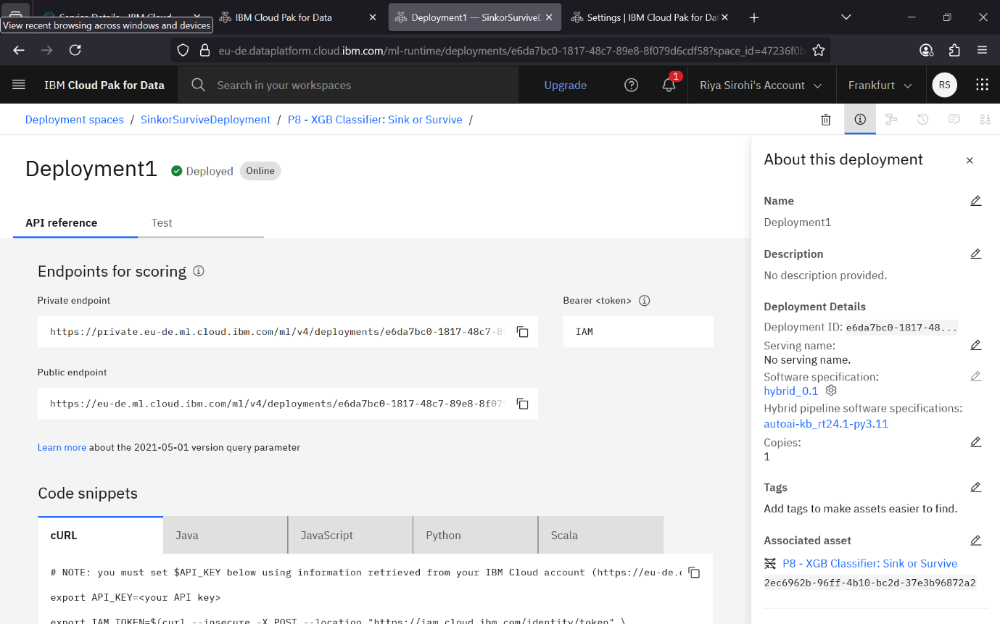 Service Details - IBM Cloud
IBM Cloud Pak for Data
Deployment1 — SinkorSurviveD
Settings | IBM Cloud Pak for Dat
View recent browsing across windows and devices
eu-de.dataplatform.cloud.ibm.com/ml-runtime/deployments/e6da7bc0-1817-48c7-89e8-8f079d6cdf58?space_id=47236f0b
IBM Cloud Pak for Data
Search in your workspaces
Upgrade
1
Riya Sirohi's Account
Frankfurt
RS
Deployment spaces / SinkorSurviveDeployment / P8 - XGB Classifier: Sink or Survive /
Deployment1
Deployed
Online
API reference
Test
Endpoints for scoring
Private endpoint
https://private.eu-de.ml.cloud.ibm.com/ml/v4/deployments/e6da7bc0-1817-48c7-89
Bearer <token>
IAM
Public endpoint
https://eu-de.ml.cloud.ibm.com/ml/v4/deployments/e6da7bc0-1817-48c7-89e8-8f079
Learn more about the 2021-05-01 version query parameter
Code snippets
cURL
Java
JavaScript
Python
Scala
# NOTE: you must set $API_KEY below using information retrieved from your IBM Cloud account (https://eu-de.
export API_KEY=<your API key>
export IAM_TOKEN=$(curl --insecure -X POST --location "https://iam.cloud.ibm.com/identity/token" \
About this deployment
Name
Deployment1
Description
No description provided.
Deployment Details
Deployment ID: e6da7bc0-1817-48...
Serving name:
No serving name.
Software specification:
hybrid_0.1
Hybrid pipeline software specifications:
autoai-kb_rt24.1-py3.11
Copies:
1
Tags
Add tags to make assets easier to find.
Associated asset
P8 - XGB Classifier: Sink or Survive
2ec6962b-96ff-4b10-bc2d-37e3b96872a2